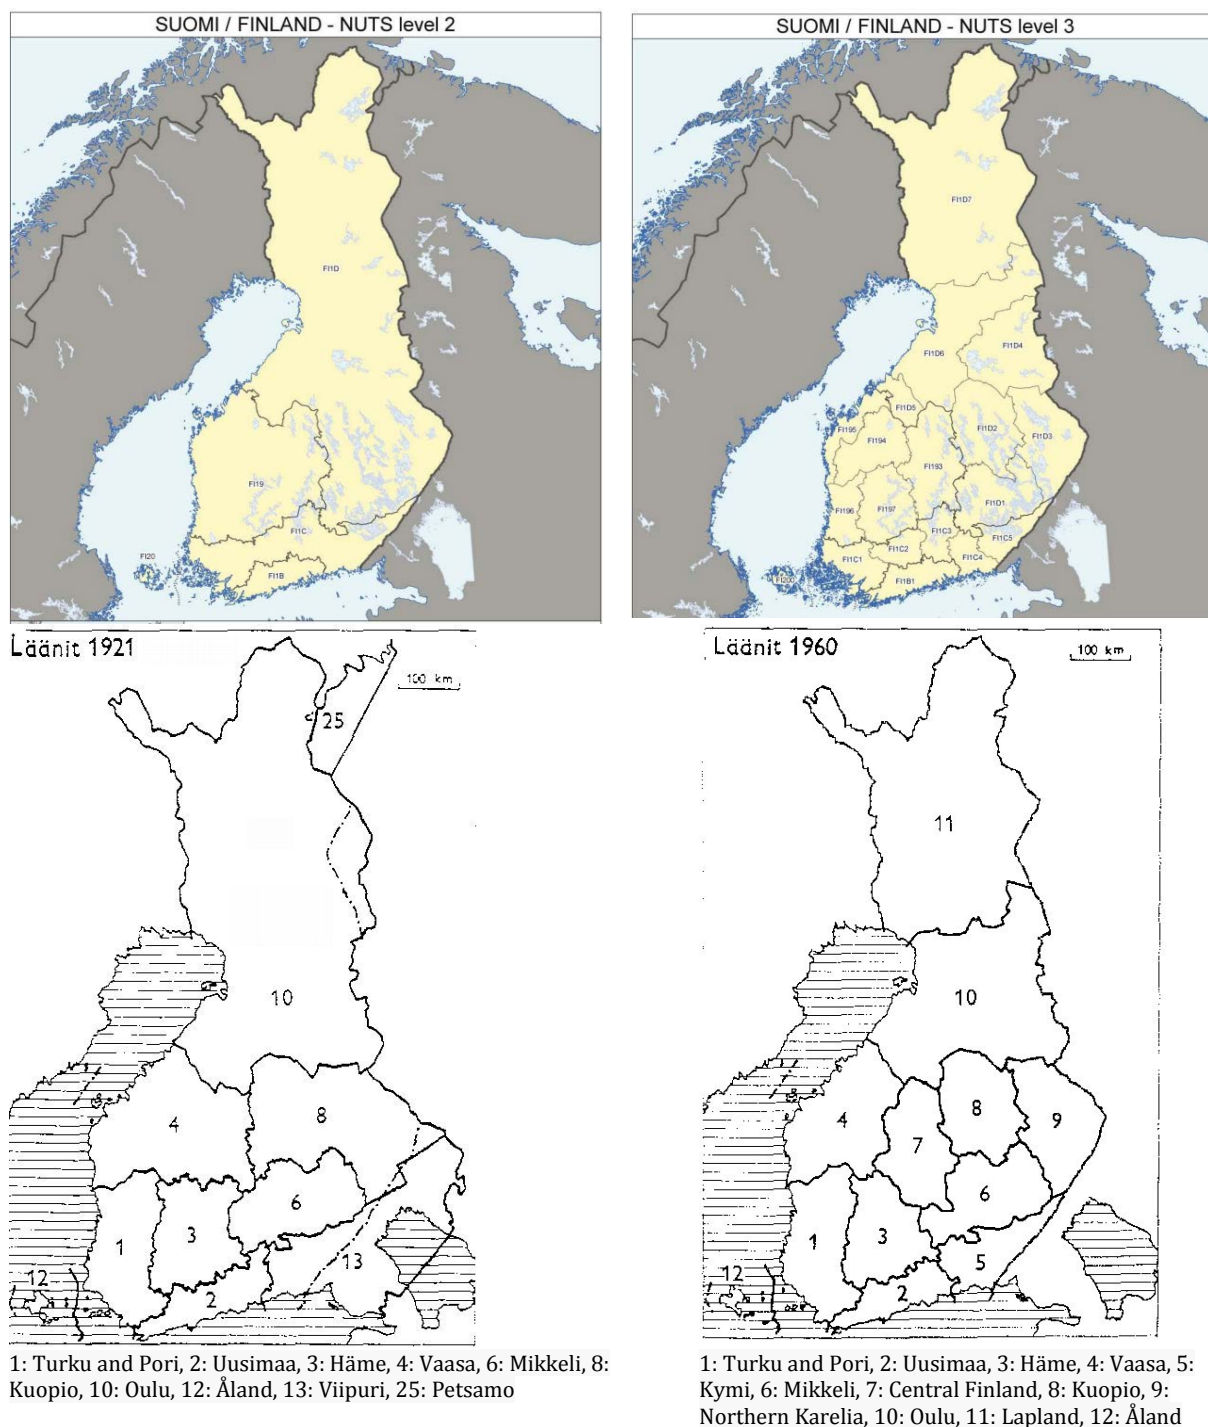 SUOMI / FINLAND - NUTS level 2
FI1D
FI19
FI1C
FI20
FI1B
SUOMI / FINLAND - NUTS level 3
FI1D7
FI1D6
FI1D4
FI1D5
FI195
FI194
FI1D2
FI1D3
FI193
FI196
FI197
FI1D1
FI1C3
FI1C5
FI1C1
FI1C2
FI1C4
FI200
FI1B1
Läänit 1921
100 km
25
10
4
8
6
1
3
13
12
2
1: Turku and Pori, 2: Uusimaa, 3: Häme, 4: Vaasa, 6: Mikkeli, 8:
Kuopio, 10: Oulu, 12: Åland, 13: Viipuri, 25: Petsamo
Läänit 1960
100 km
11
10
4
8
9
7
6
1
3
5
12
2
1: Turku and Pori, 2: Uusimaa, 3: Häme, 4: Vaasa, 5:
Kymi, 6: Mikkeli, 7: Central Finland, 8: Kuopio, 9:
Northern Karelia, 10: Oulu, 11: Lapland, 12: Åland